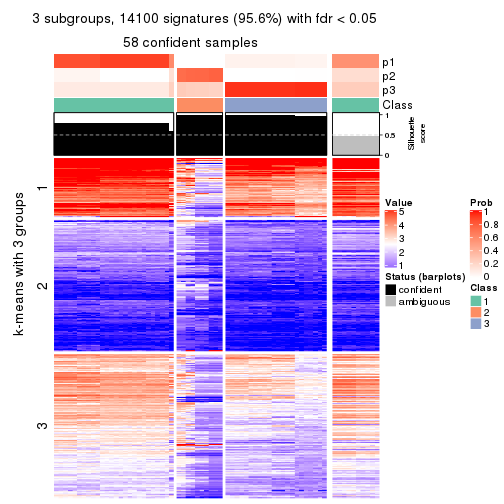 3 subgroups, 14100 signatures (95.6%) with fdr < 0.05
58 confident samples
p1
p2
p3
Class
1
0.5
0
Silhouette
score
k-means with 3 groups
1
2
3
Value
5
4
3
2
1
Status (barplots)
confident
ambiguous
Prob
1
0.8
0.6
0.4
0.2
0
Class
1
2
3